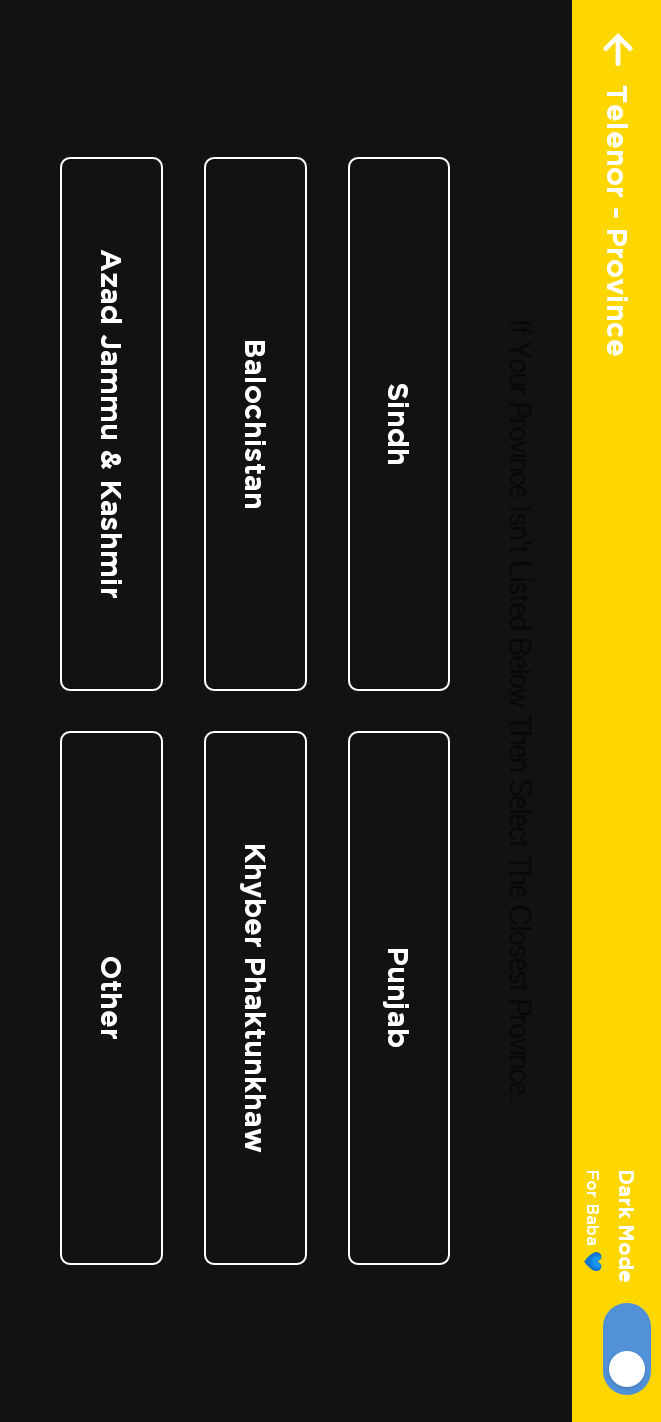 Telenor - Province
Dark Mode
For Baba 💙
If Your Province Isn't Listed Below Then Select The Closest Province.
Sindh
Punjab
Balochistan
Khyber Phaktunkhaw
Azad Jammu & Kashmir
Other